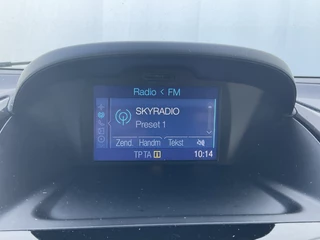 Radio < FM
SKYRADIO
Preset 1
Zend. Handm Tekst
TP TA 10:14